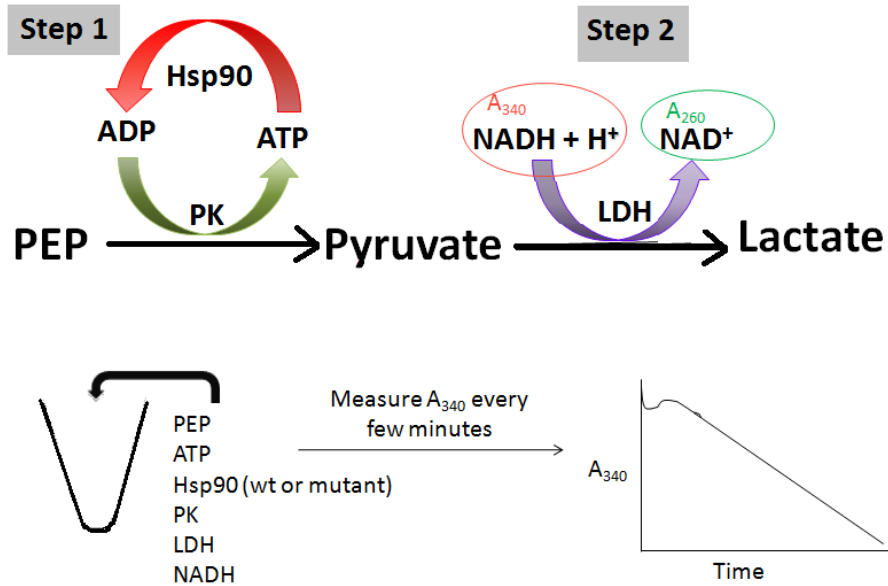 Step 1
Step 2
Hsp90
A340
A260
ADP
ATP
NADH + H+
NAD+
PK
LDH
PEP
Pyruvate
Lactate
PEP
ATP
Hsp90 (wt or mutant)
PK
LDH
NADH
Measure A340 every
few minutes
A340
Time